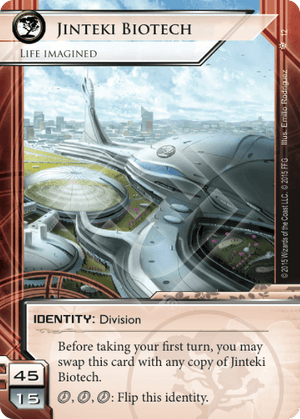 JINTEKI BIOTECH
LIFE IMAGINED
12
Illus. Emilio Rodríguez
© 2015 Wizards of the Coast LLC. © 2015 FFG
IDENTITY: Division
Before taking your first turn, you may
swap this card with any copy of Jinteki
Biotech.
, , : Flip this identity.
45
15